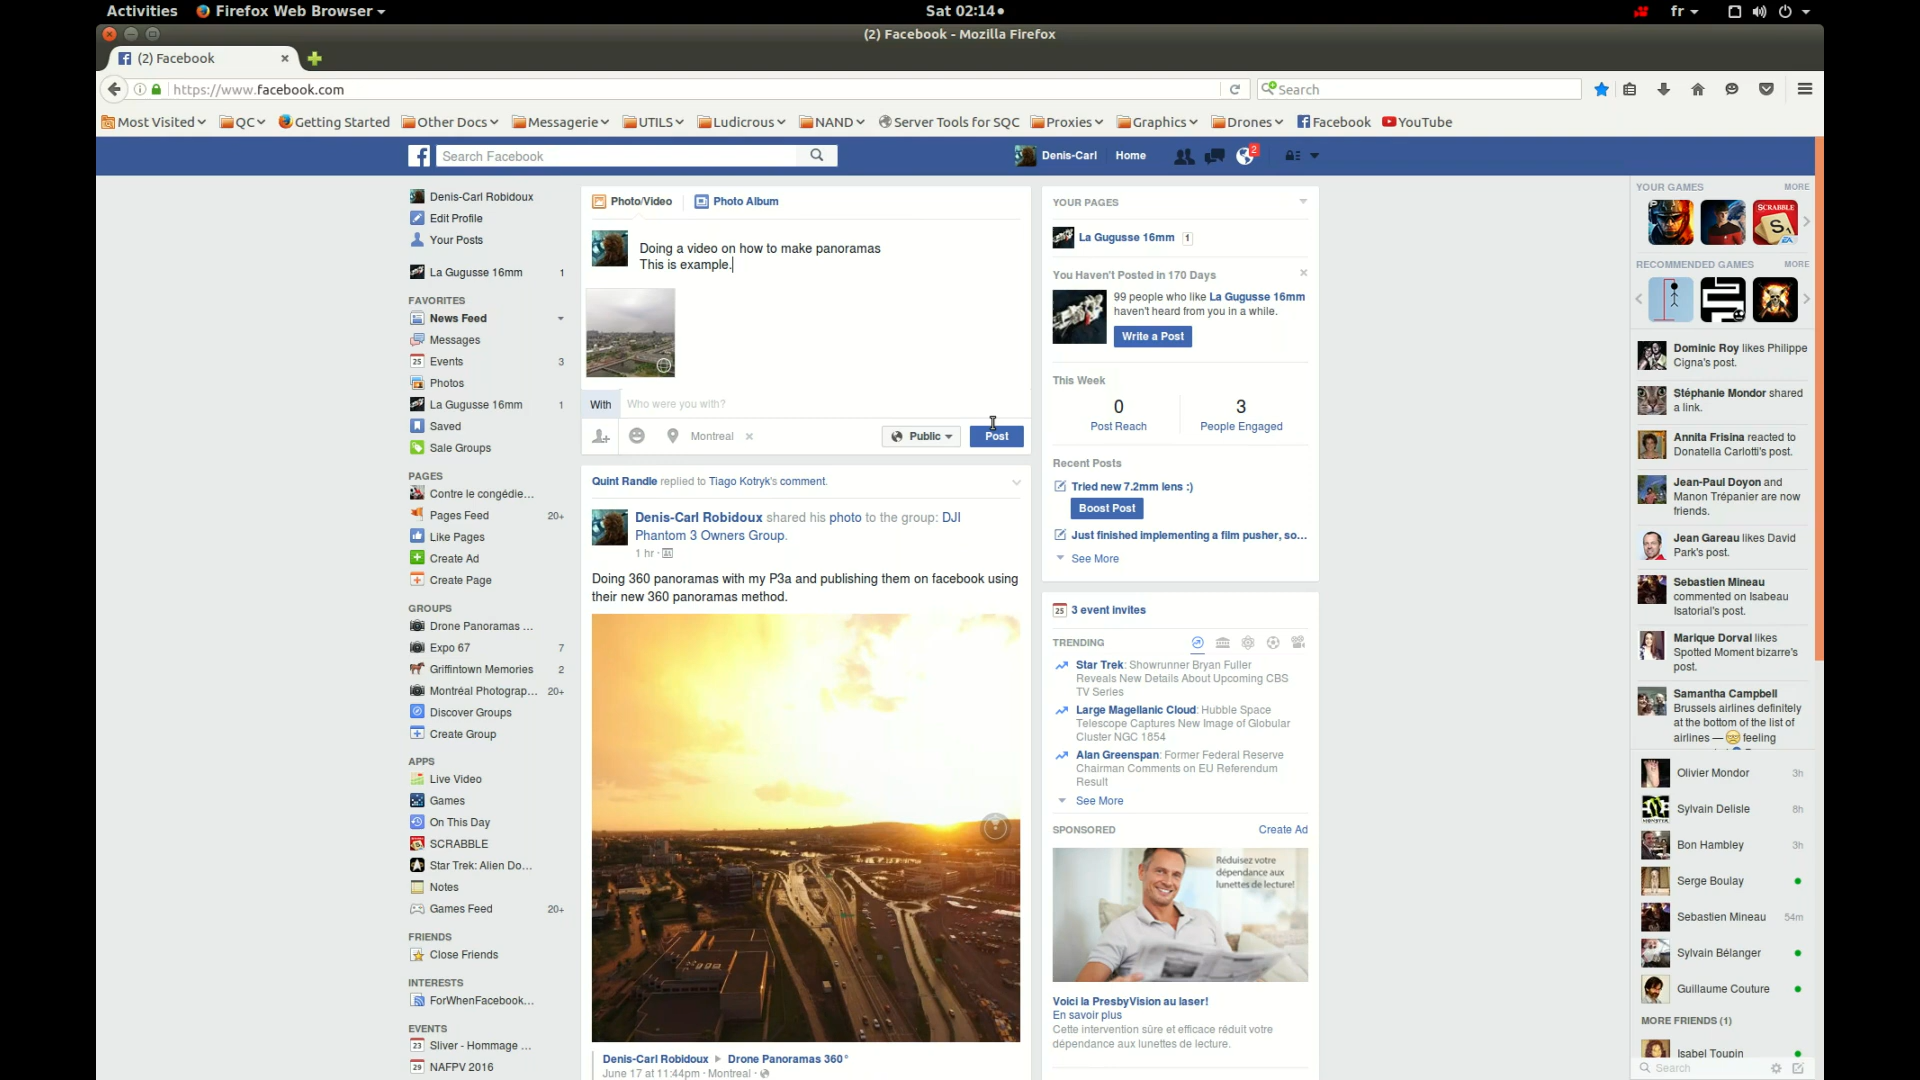 Activities Firefox Web Browser Sat 02:14 fr
(2) Facebook - Mozilla Firefox
(2) Facebook
https://www.facebook.com Search
Most Visited QC Getting Started Other Docs Messagerie UTILS Ludicrous NAND Server Tools for SQC Proxies Graphics Drones Facebook YouTube
Search Facebook Denis-Carl Home 2
Denis-Carl Robidoux
Edit Profile
Your Posts
La Gugusse 16mm 1
FAVORITES
News Feed
Messages
25 Events 3
Photos
La Gugusse 16mm 1
Saved
Sale Groups
PAGES
Contre le congédie...
Pages Feed 20+
Like Pages
Create Ad
Create Page
GROUPS
Drone Panoramas ...
Expo 67 7
Griffintown Memories 2
Montréal Photograp... 20+
Discover Groups
Create Group
APPS
Live Video
Games
On This Day
SCRABBLE
Star Trek: Alien Do...
Notes
Games Feed 20+
FRIENDS
Close Friends
INTERESTS
ForWhenFacebook...
EVENTS
23 Sliver - Hommage ...
29 NAFPV 2016
Photo/Video Photo Album
Doing a video on how to make panoramas
This is example.
With Who were you with?
Montreal Public Post
Quint Randle replied to Tiago Kotryk's comment.
Denis-Carl Robidoux shared his photo to the group: DJI
Phantom 3 Owners Group.
1 hr ·
Doing 360 panoramas with my P3a and publishing them on facebook using
their new 360 panoramas method.
Denis-Carl Robidoux Drone Panoramas 360°
June 17 at 11:44pm · Montreal ·
YOUR PAGES
La Gugusse 16mm 1
You Haven't Posted in 170 Days
99 people who like La Gugusse 16mm
haven't heard from you in a while.
Write a Post
This Week
0 3
Post Reach People Engaged
Recent Posts
Tried new 7.2mm lens :)
Boost Post
Just finished implementing a film pusher, so...
See More
25 3 event invites
TRENDING
Star Trek: Showrunner Bryan Fuller
Reveals New Details About Upcoming CBS
TV Series
Large Magellanic Cloud: Hubble Space
Telescope Captures New Image of Globular
Cluster NGC 1854
Alan Greenspan: Former Federal Reserve
Chairman Comments on EU Referendum
Result
See More
SPONSORED Create Ad
Réduisez votre
dépendance aux
lunettes de lecture!
Voici la PresbyVision au laser!
En savoir plus
Cette intervention sûre et efficace réduit votre
dépendance aux lunettes de lecture.
YOUR GAMES MORE
SCRABBLE
RECOMMENDED GAMES MORE
Dominic Roy likes Philippe
Cigna's post.
Stéphanie Mondor shared
a link.
Annita Frisina reacted to
Donatella Carlotti's post.
Jean-Paul Doyon and
Manon Trépanier are now
friends.
Jean Gareau likes David
Park's post.
Sebastien Mineau
commented on Isabeau
Isatorial's post.
Marique Dorval likes
Spotted Moment bizarre's
post.
Samantha Campbell
Brussels airlines definitely
at the bottom of the list of
airlines — feeling
Olivier Mondor 3h
Sylvain Delisle 8h
Bon Hambley 3h
Serge Boulay
Sebastien Mineau 54m
Sylvain Bélanger
Guillaume Couture
MORE FRIENDS (1)
Isabel Toupin
Search